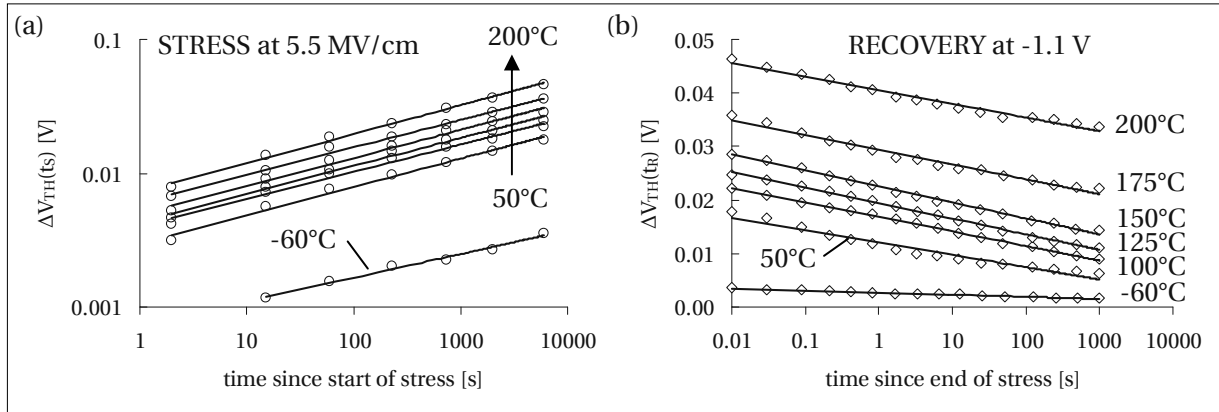 (a)
STRESS at 5.5 MV/cm
200°C
50°C
-60°C
0.1
0.01
0.001
ΔV_TH(t_S) [V]
1 10 100 1000 10000
time since start of stress [s]
(b)
RECOVERY at -1.1 V
0.05
0.04
0.03
0.02
0.01
0.00
ΔV_TH(t_R) [V]
200°C
175°C
150°C
125°C
100°C
50°C
-60°C
0.01 0.1 1 10 100 1000 10000
time since end of stress [s]